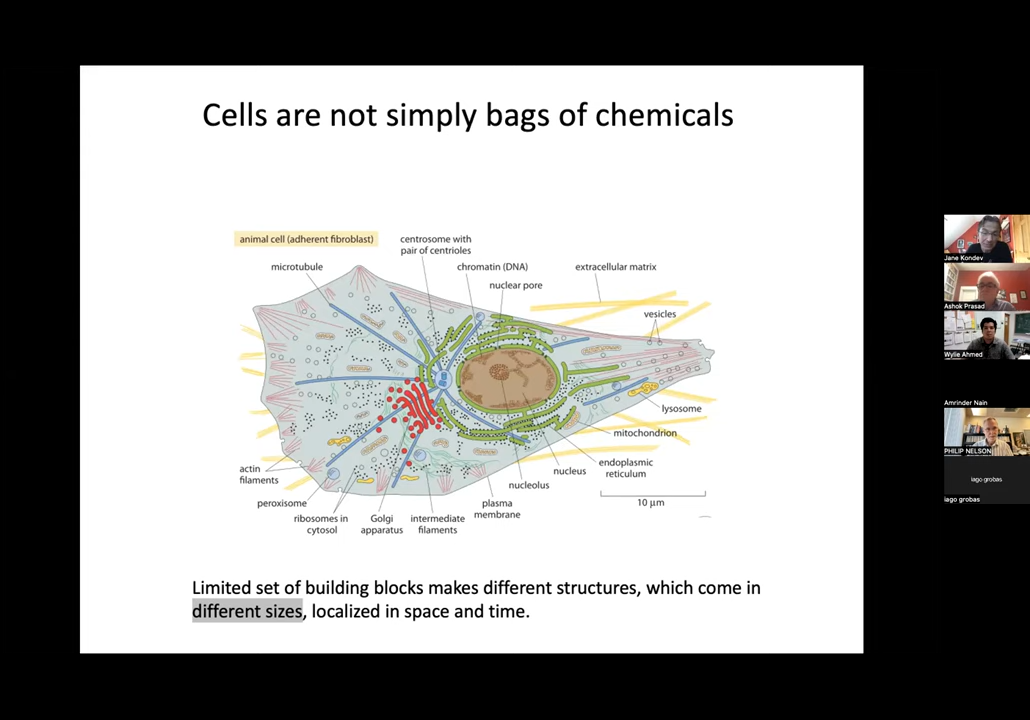 Cells are not simply bags of chemicals
animal cell (adherent fibroblast)
centrosome with
pair of centrioles
microtubule
chromatin (DNA)
extracellular matrix
nuclear pore
vesicles
lysosome
mitochondrion
endoplasmic
reticulum
nucleus
nucleolus
10 μm
actin
filaments
peroxisome
ribosomes in
cytosol
Golgi
apparatus
intermediate
filaments
plasma
membrane
Limited set of building blocks makes different structures, which come in
different sizes, localized in space and time.
Jane Kondev
Ashok Prasad
Wylie Ahmed
Amrinder Nain
PHILIP NELSON
iago grobas
iago grobas